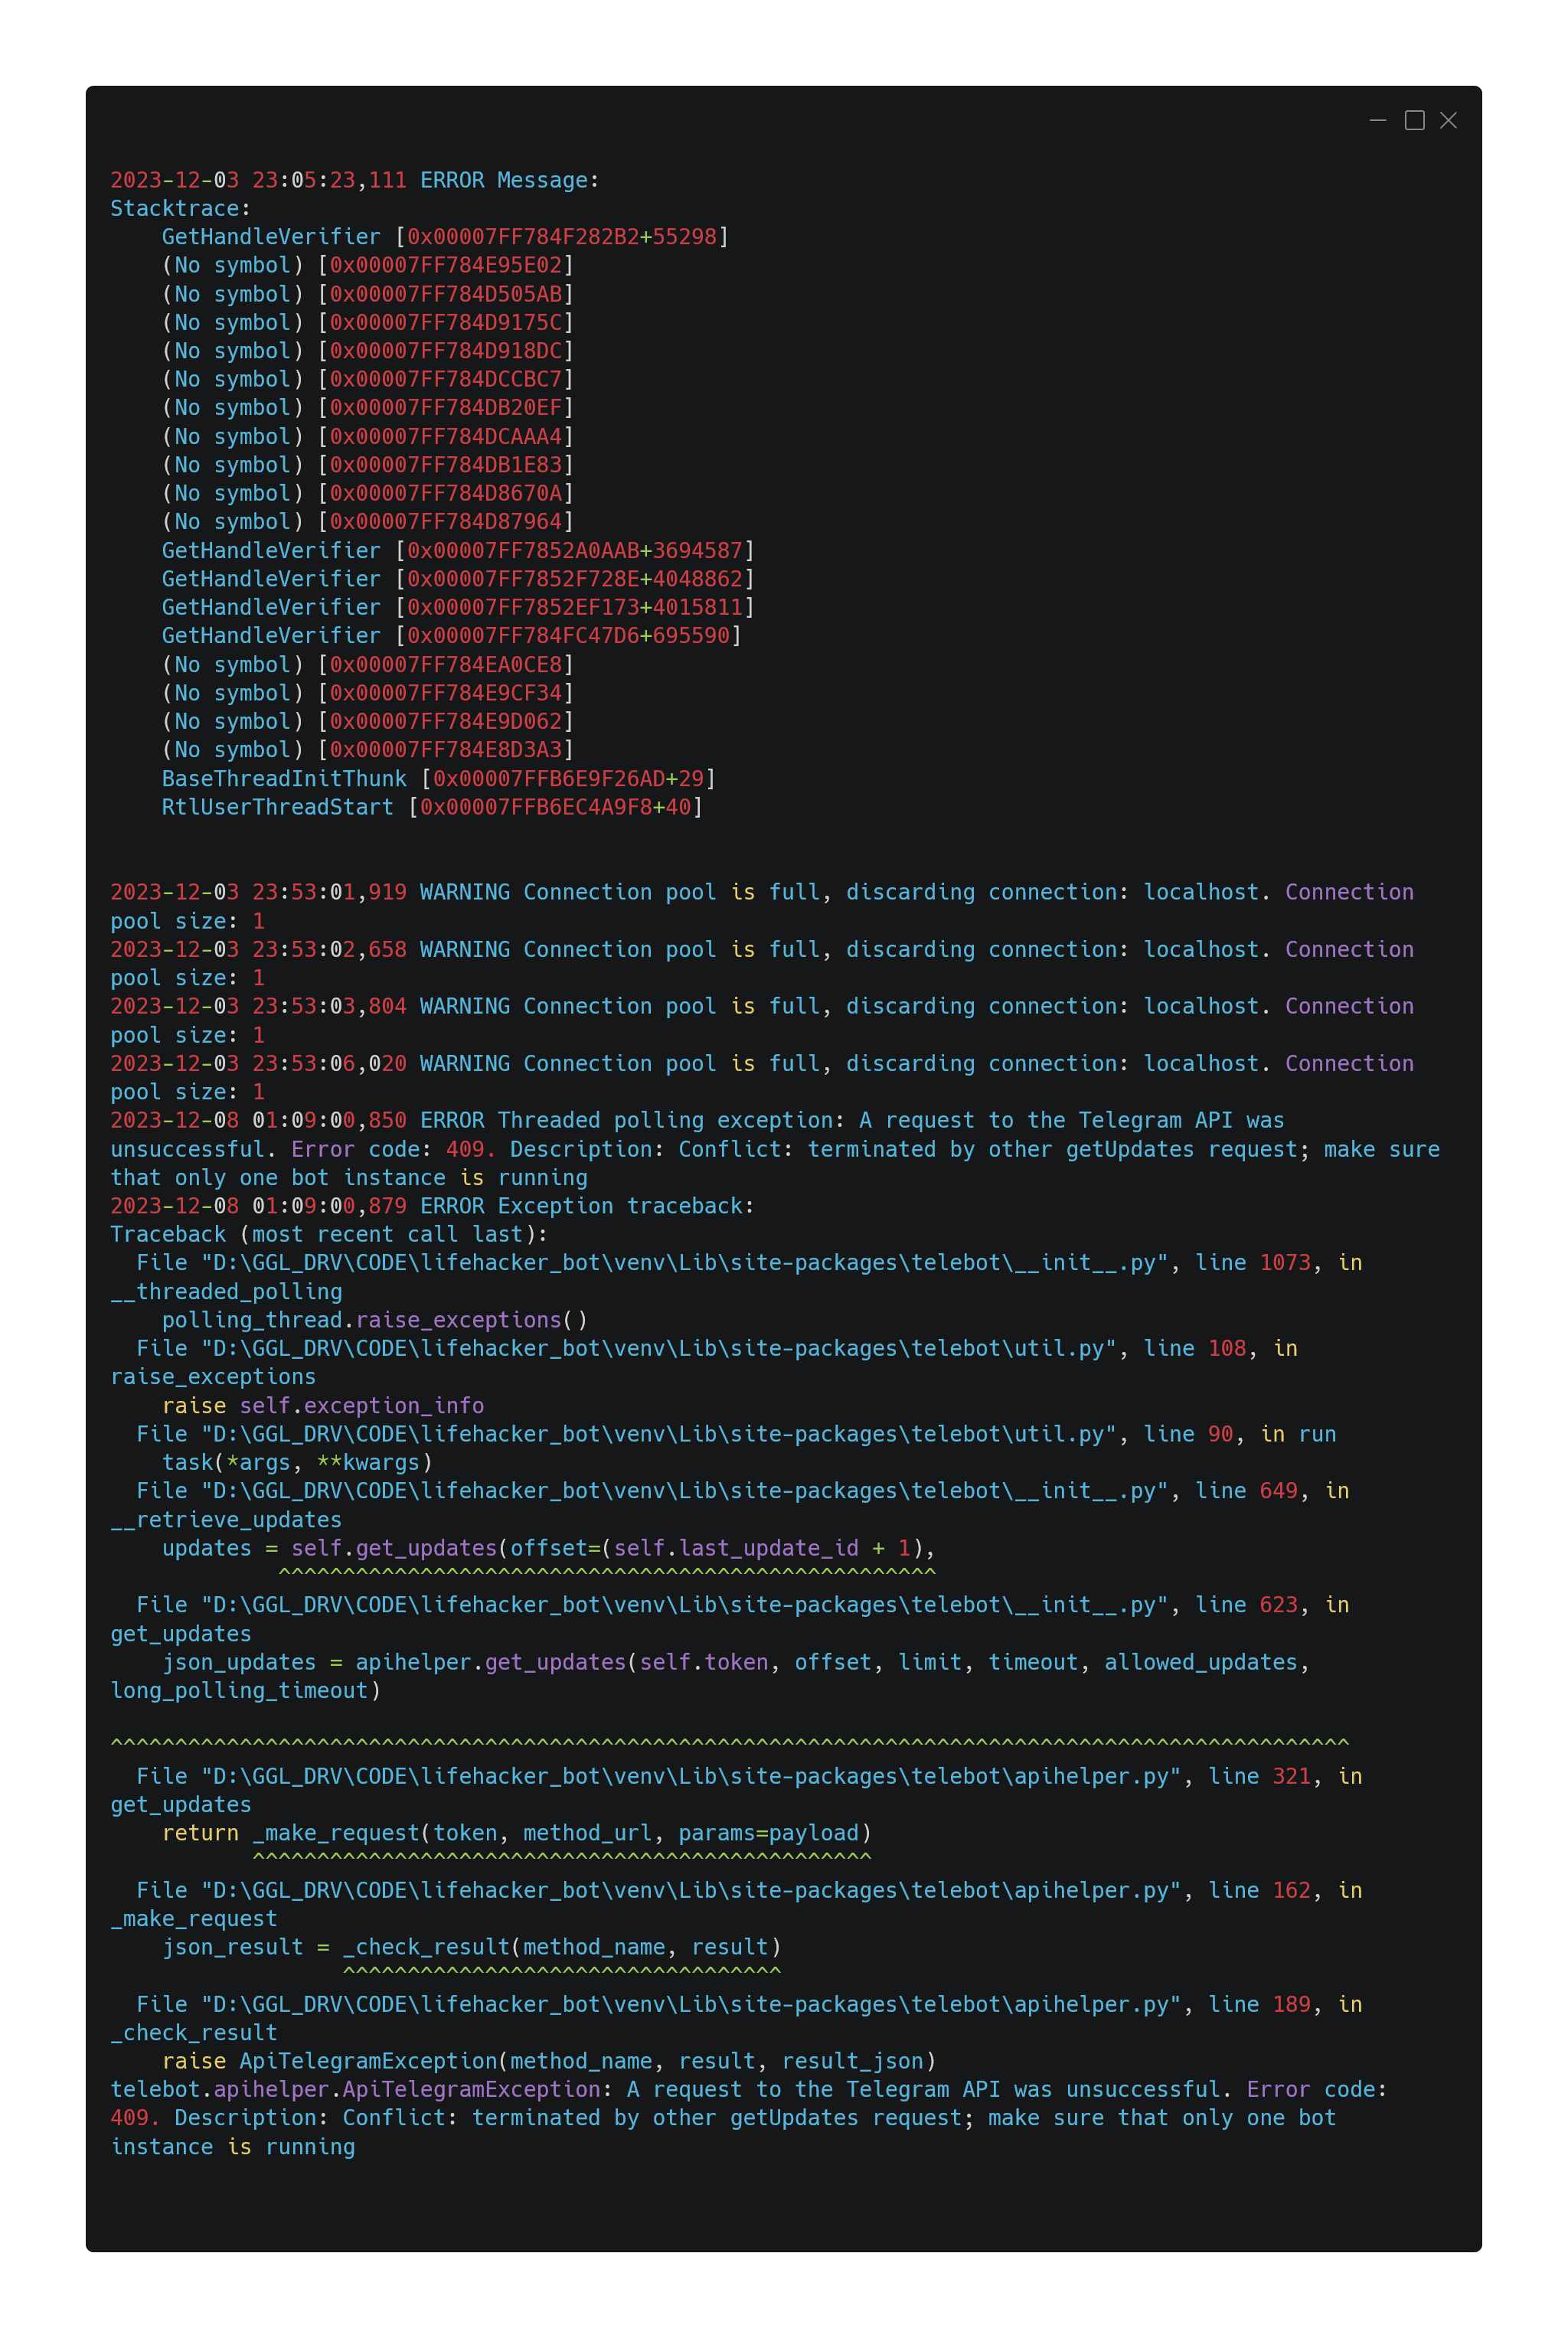 2023-12-03 23:05:23,111 ERROR Message:
Stacktrace:
    GetHandleVerifier [0x00007FF784F282B2+55298]
    (No symbol) [0x00007FF784E95E02]
    (No symbol) [0x00007FF784D505AB]
    (No symbol) [0x00007FF784D9175C]
    (No symbol) [0x00007FF784D918DC]
    (No symbol) [0x00007FF784DCCBC7]
    (No symbol) [0x00007FF784DB20EF]
    (No symbol) [0x00007FF784DCAAA4]
    (No symbol) [0x00007FF784DB1E83]
    (No symbol) [0x00007FF784D8670A]
    (No symbol) [0x00007FF784D87964]
    GetHandleVerifier [0x00007FF7852A0AAB+3694587]
    GetHandleVerifier [0x00007FF7852F728E+4048862]
    GetHandleVerifier [0x00007FF7852EF173+4015811]
    GetHandleVerifier [0x00007FF784FC47D6+695590]
    (No symbol) [0x00007FF784EA0CE8]
    (No symbol) [0x00007FF784E9CF34]
    (No symbol) [0x00007FF784E9D062]
    (No symbol) [0x00007FF784E8D3A3]
    BaseThreadInitThunk [0x00007FFB6E9F26AD+29]
    RtlUserThreadStart [0x00007FFB6EC4A9F8+40]
2023-12-03 23:53:01,919 WARNING Connection pool is full, discarding connection: localhost. Connection
pool size: 1
2023-12-03 23:53:02,658 WARNING Connection pool is full, discarding connection: localhost. Connection
pool size: 1
2023-12-03 23:53:03,804 WARNING Connection pool is full, discarding connection: localhost. Connection
pool size: 1
2023-12-03 23:53:06,020 WARNING Connection pool is full, discarding connection: localhost. Connection
pool size: 1
2023-12-08 01:09:00,850 ERROR Threaded polling exception: A request to the Telegram API was
unsuccessful. Error code: 409. Description: Conflict: terminated by other getUpdates request; make sure
that only one bot instance is running
2023-12-08 01:09:00,879 ERROR Exception traceback:
Traceback (most recent call last):
  File "D:\GGL_DRV\CODE\lifehacker_bot\venv\Lib\site-packages\telebot\__init__.py", line 1073, in
__threaded_polling
    polling_thread.raise_exceptions()
  File "D:\GGL_DRV\CODE\lifehacker_bot\venv\Lib\site-packages\telebot\util.py", line 108, in
raise_exceptions
    raise self.exception_info
  File "D:\GGL_DRV\CODE\lifehacker_bot\venv\Lib\site-packages\telebot\util.py", line 90, in run
    task(*args, **kwargs)
  File "D:\GGL_DRV\CODE\lifehacker_bot\venv\Lib\site-packages\telebot\__init__.py", line 649, in
__retrieve_updates
    updates = self.get_updates(offset=(self.last_update_id + 1),
             ^^^^^^^^^^^^^^^^^^^^^^^^^^^^^^^^^^^^^^^^^^^^^^^^^^^
  File "D:\GGL_DRV\CODE\lifehacker_bot\venv\Lib\site-packages\telebot\__init__.py", line 623, in
get_updates
    json_updates = apihelper.get_updates(self.token, offset, limit, timeout, allowed_updates,
long_polling_timeout)
^^^^^^^^^^^^^^^^^^^^^^^^^^^^^^^^^^^^^^^^^^^^^^^^^^^^^^^^^^^^^^^^^^^^^^^^^^^^^^^^^^^^^^^^^^^^^^^^
  File "D:\GGL_DRV\CODE\lifehacker_bot\venv\Lib\site-packages\telebot\apihelper.py", line 321, in
get_updates
    return _make_request(token, method_url, params=payload)
           ^^^^^^^^^^^^^^^^^^^^^^^^^^^^^^^^^^^^^^^^^^^^^^^^
  File "D:\GGL_DRV\CODE\lifehacker_bot\venv\Lib\site-packages\telebot\apihelper.py", line 162, in
_make_request
    json_result = _check_result(method_name, result)
                  ^^^^^^^^^^^^^^^^^^^^^^^^^^^^^^^^^^
  File "D:\GGL_DRV\CODE\lifehacker_bot\venv\Lib\site-packages\telebot\apihelper.py", line 189, in
_check_result
    raise ApiTelegramException(method_name, result, result_json)
telebot.apihelper.ApiTelegramException: A request to the Telegram API was unsuccessful. Error code:
409. Description: Conflict: terminated by other getUpdates request; make sure that only one bot
instance is running